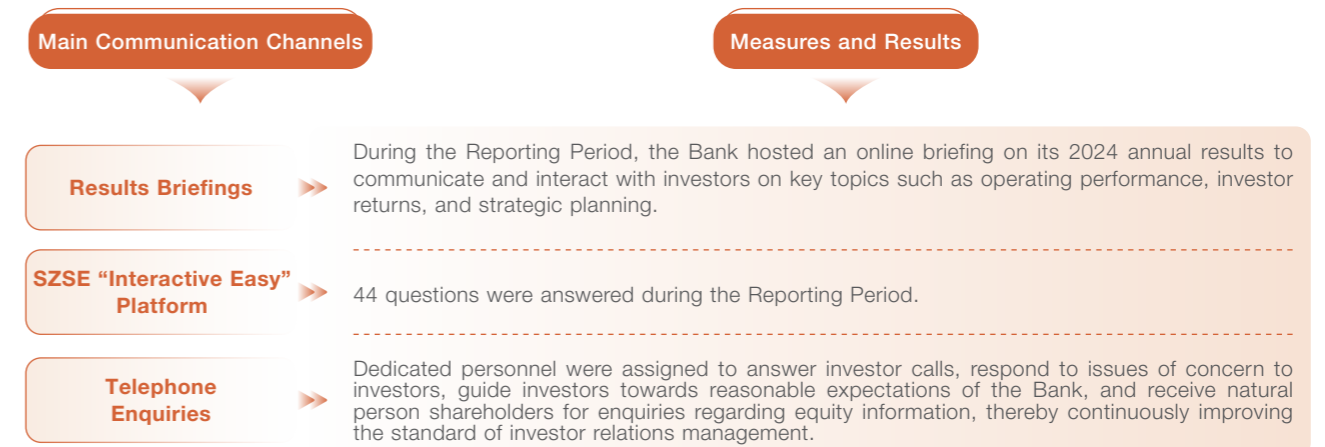 Main Communication Channels
Measures and Results
Results Briefings
During the Reporting Period, the Bank hosted an online briefing on its 2024 annual results to
communicate and interact with investors on key topics such as operating performance, investor
returns, and strategic planning.
SZSE “Interactive Easy”
Platform
44 questions were answered during the Reporting Period.
Telephone
Enquiries
Dedicated personnel were assigned to answer investor calls, respond to issues of concern to
investors, guide investors towards reasonable expectations of the Bank, and receive natural
person shareholders for enquiries regarding equity information, thereby continuously improving
the standard of investor relations management.